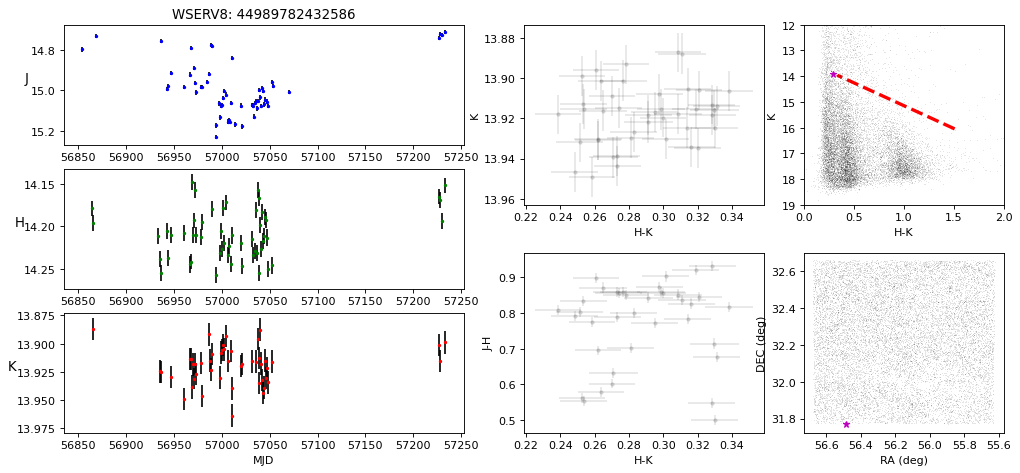 WSERV8: 44989782432586
J
14.8
15.0
15.2
56850 56900 56950 57000 57050 57100 57150 57200 57250
H
14.15
14.20
14.25
56850 56900 56950 57000 57050 57100 57150 57200 57250
K
13.875
13.900
13.925
13.950
13.975
56850 56900 56950 57000 57050 57100 57150 57200 57250
MJD
K
13.88
13.90
13.92
13.94
13.96
0.22 0.24 0.26 0.28 0.30 0.32 0.34
H-K
J-H
0.9
0.8
0.7
0.6
0.5
0.22 0.24 0.26 0.28 0.30 0.32 0.34
H-K
K
12
13
14
15
16
17
18
19
0.0 0.5 1.0 1.5 2.0
H-K
DEC (deg)
32.6
32.4
32.2
32.0
31.8
56.6 56.4 56.2 56.0 55.8 55.6
RA (deg)